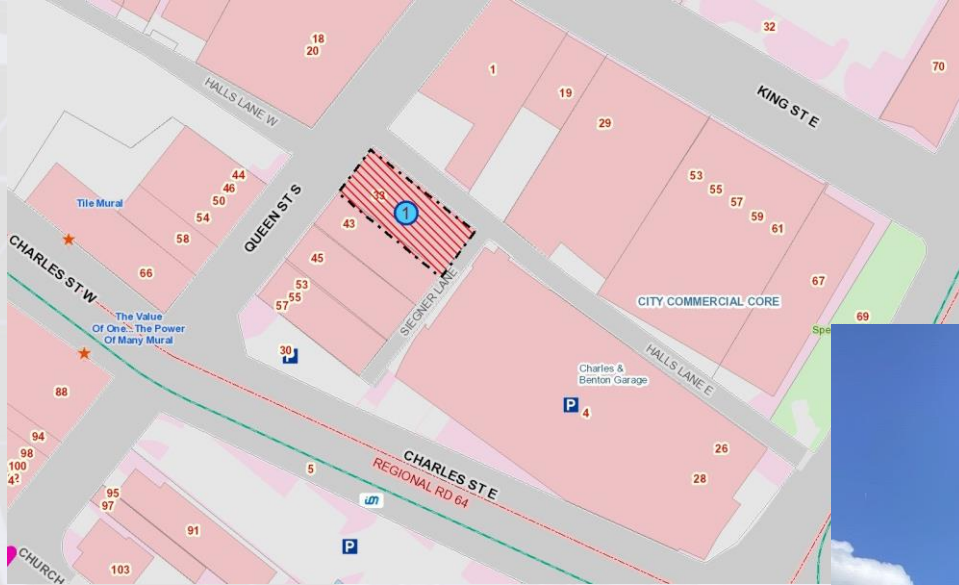 32
18
20
1
70
19
KING ST E
HALLS LANE W
29
44
46
50
54
58
Tile Mural
33
1
53
55
57
59
61
QUEEN ST S
43
CHARLES ST W
66
45
53
55
57
SIEGNER LANE
67
CITY COMMERCIAL CORE
The Value
Of One... The Power
Of Many Mural
69
Spe
30
P
HALLS LANE E
Charles &
Benton Garage
P
4
88
94
98
100
26
28
CHARLES ST E
REGIONAL RD 64
5
95
97
91
P
103
CHURCH